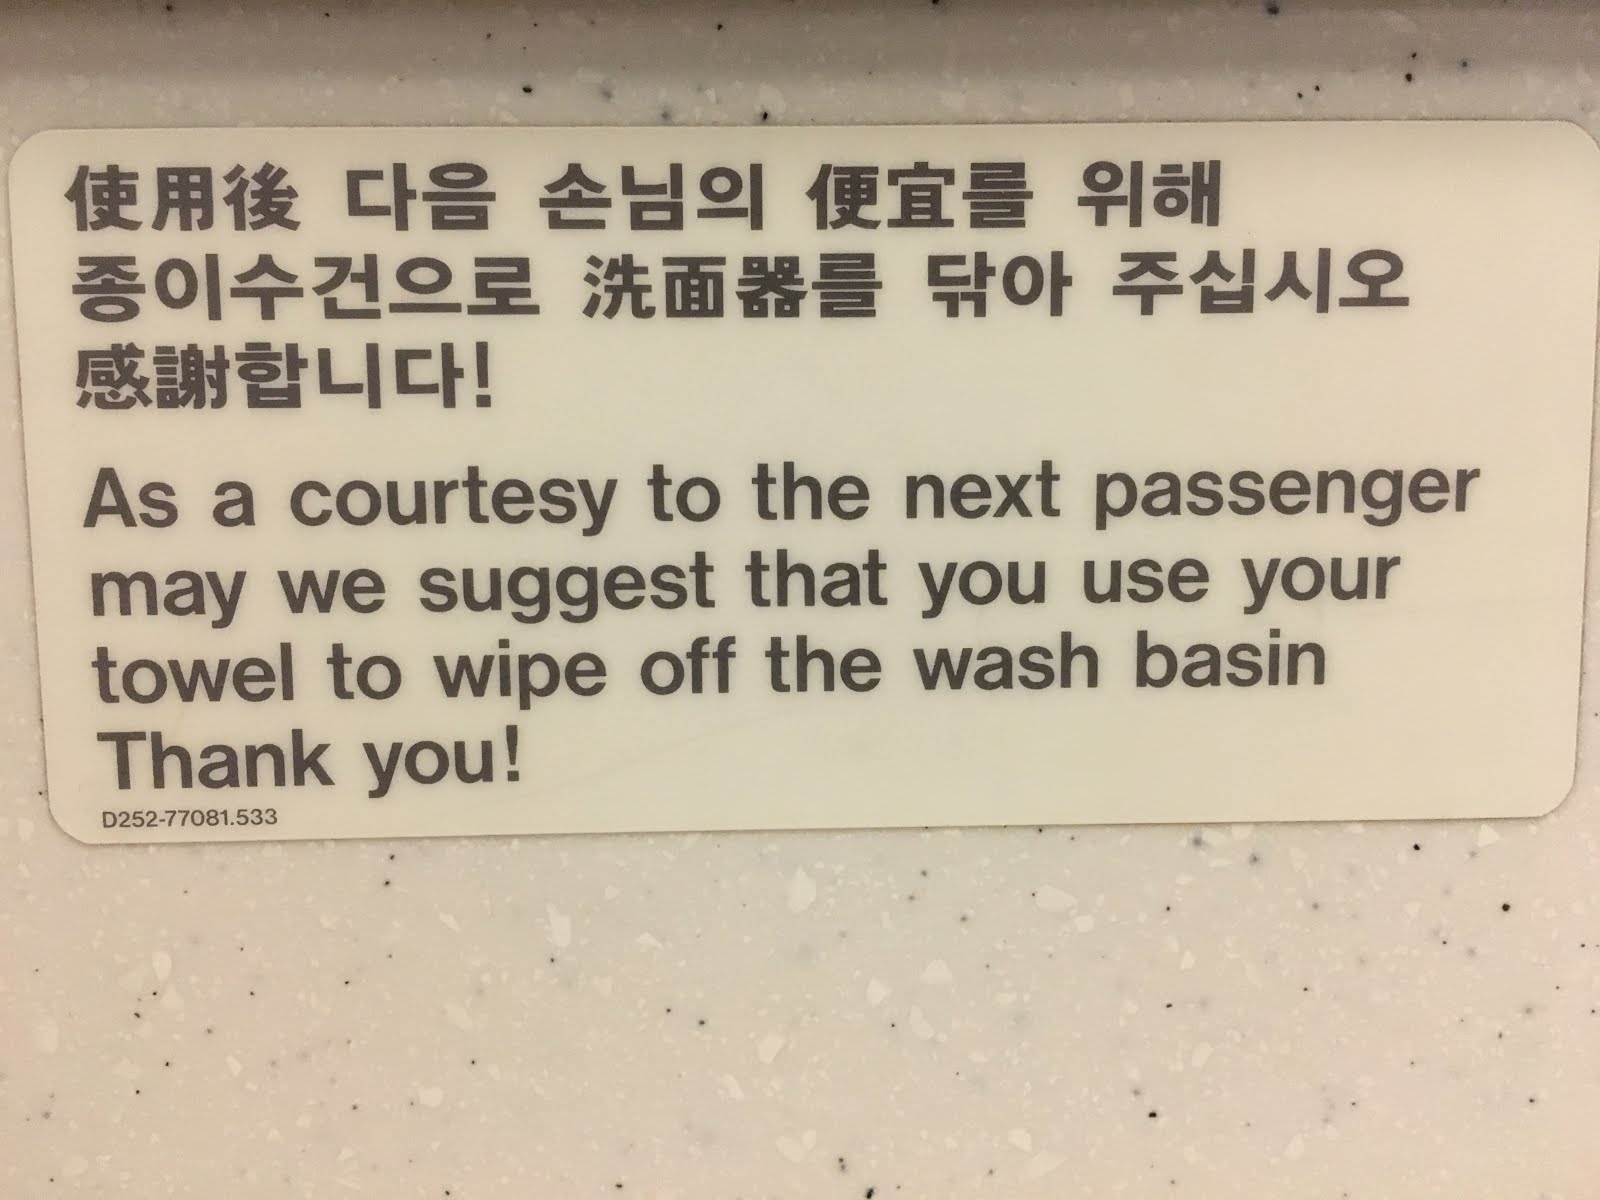 使用後 다음 손님의 便宜를 위해
종이수건으로 洗面器를 닦아 주십시오
感謝합니다!
As a courtesy to the next passenger
may we suggest that you use your
towel to wipe off the wash basin
Thank you!
D252-77081.533